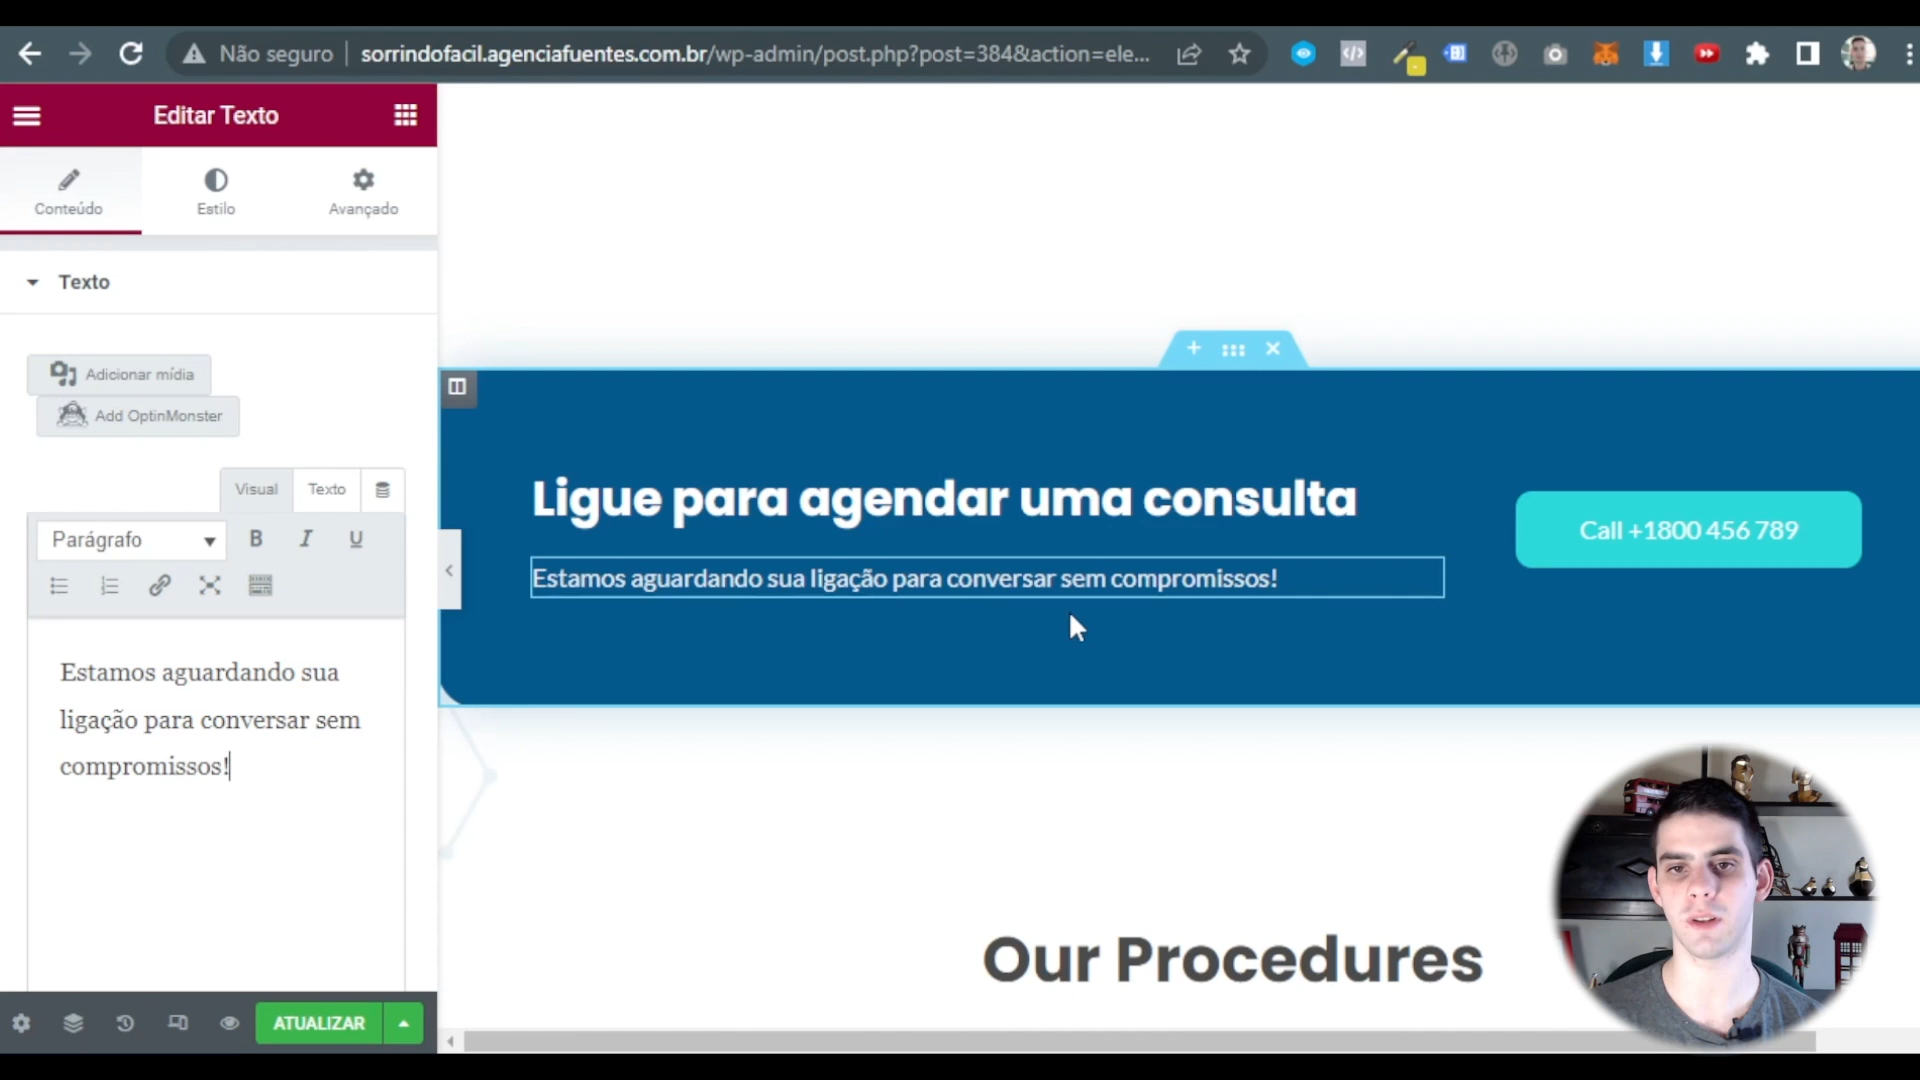 Não seguro
sorrindofacil.agenciafuentes.com.br/wp-admin/post.php?post=384&action=ele...
Editar Texto
Conteúdo
Estilo
Avançado
Texto
Adicionar mídia
Add OptinMonster
Visual
Texto
Parágrafo
B
I
U
Estamos aguardando sua
ligação para conversar sem
compromissos!
ATUALIZAR
Ligue para agendar uma consulta
Estamos aguardando sua ligação para conversar sem compromissos!
Call +1800 456 789
Our Procedures